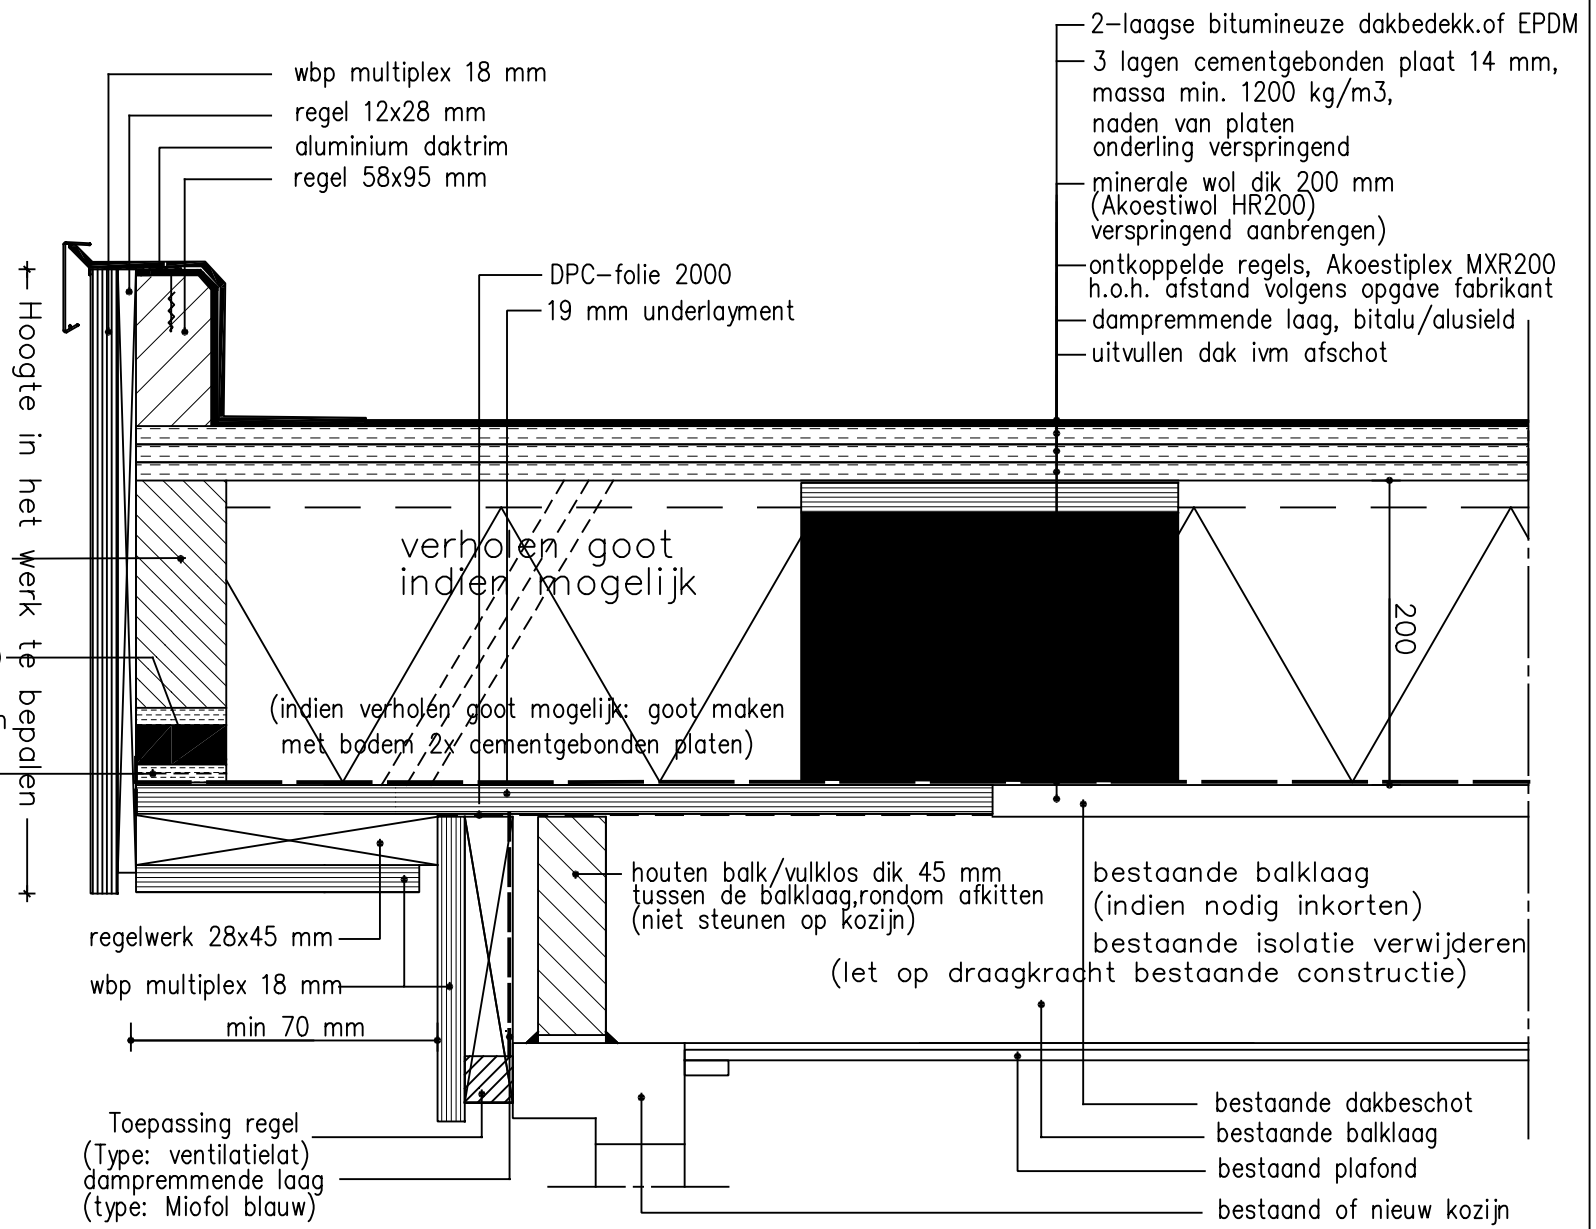 wbp multiplex 18 mm
regel 12x28 mm
aluminium daktrim
regel 58x95 mm
2-laagse bitumineuze dakbedekk.of EPDM
3 lagen cementgebonden plaat 14 mm,
massa min. 1200 kg/m3,
naden van platen
onderling verspringend
minerale wol dik 200 mm
(Akoestiwol HR200)
verspringend aanbrengen)
ontkoppelde regels, Akoestiplex MXR200
h.o.h. afstand volgens opgave fabrikant
dampremmende laag, bitalu/alusield
uitvullen dak ivm afschot
DPC-folie 2000
19 mm underlayment
Hoogte in het werk te bepalen
verholen goot
indien mogelijk
200
(indien verholen goot mogelijk: goot maken
met bodem 2x cementgebonden platen)
houten balk/vulklos dik 45 mm
tussen de balklaag,rondom afkitten
(niet steunen op kozijn)
bestaande balklaag
(indien nodig inkorten)
bestaande isolatie verwijderen
(let op draagkracht bestaande constructie)
regelwerk 28x45 mm
wbp multiplex 18 mm
min 70 mm
Toepassing regel
(Type: ventilatielat)
dampremmende laag
(type: Miofol blauw)
bestaande dakbeschot
bestaande balklaag
bestaand plafond
bestaand of nieuw kozijn